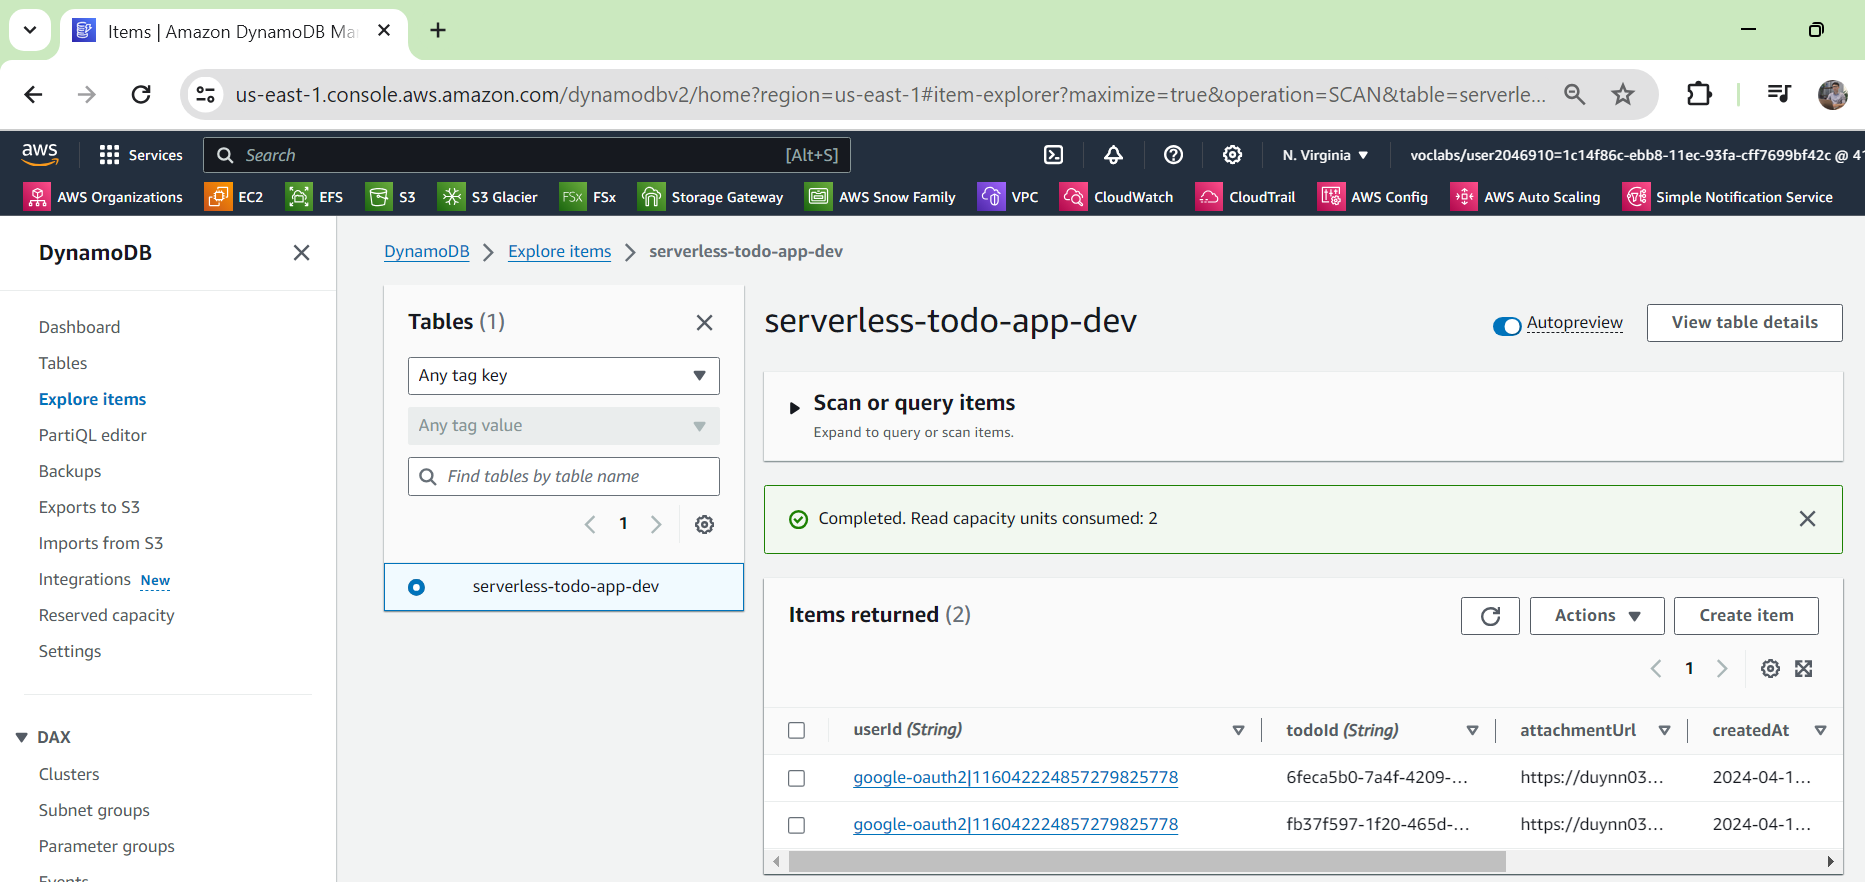 Items | Amazon DynamoDB Ma
us-east-1.console.aws.amazon.com/dynamodbv2/home?region=us-east-1#item-explorer?maximize=true&operation=SCAN&table=serverle...
aws
Services
Search
[Alt+S]
N. Virginia
voclabs/user2046910=1c14f86c-ebb8-11ec-93fa-cff7699bf42c @ 41
AWS Organizations
EC2
EFS
S3
S3 Glacier
FSx
FSx
Storage Gateway
AWS Snow Family
VPC
CloudWatch
CloudTrail
AWS Config
AWS Auto Scaling
Simple Notification Service
DynamoDB
Dashboard
Tables
Explore items
PartiQL editor
Backups
Exports to S3
Imports from S3
Integrations New
Reserved capacity
Settings
DAX
Clusters
Subnet groups
Parameter groups
Events
DynamoDB
Explore items
serverless-todo-app-dev
Tables (1)
Any tag key
Any tag value
Find tables by table name
1
serverless-todo-app-dev
serverless-todo-app-dev
Autopreview
View table details
Scan or query items
Expand to query or scan items.
Completed. Read capacity units consumed: 2
Items returned (2)
Actions
Create item
1
userId (String)
todoId (String)
attachmentUrl
createdAt
google-oauth2|116042224857279825778
6feca5b0-7a4f-4209-...
https://duynn03...
2024-04-1...
google-oauth2|116042224857279825778
fb37f597-1f20-465d-...
https://duynn03...
2024-04-1...